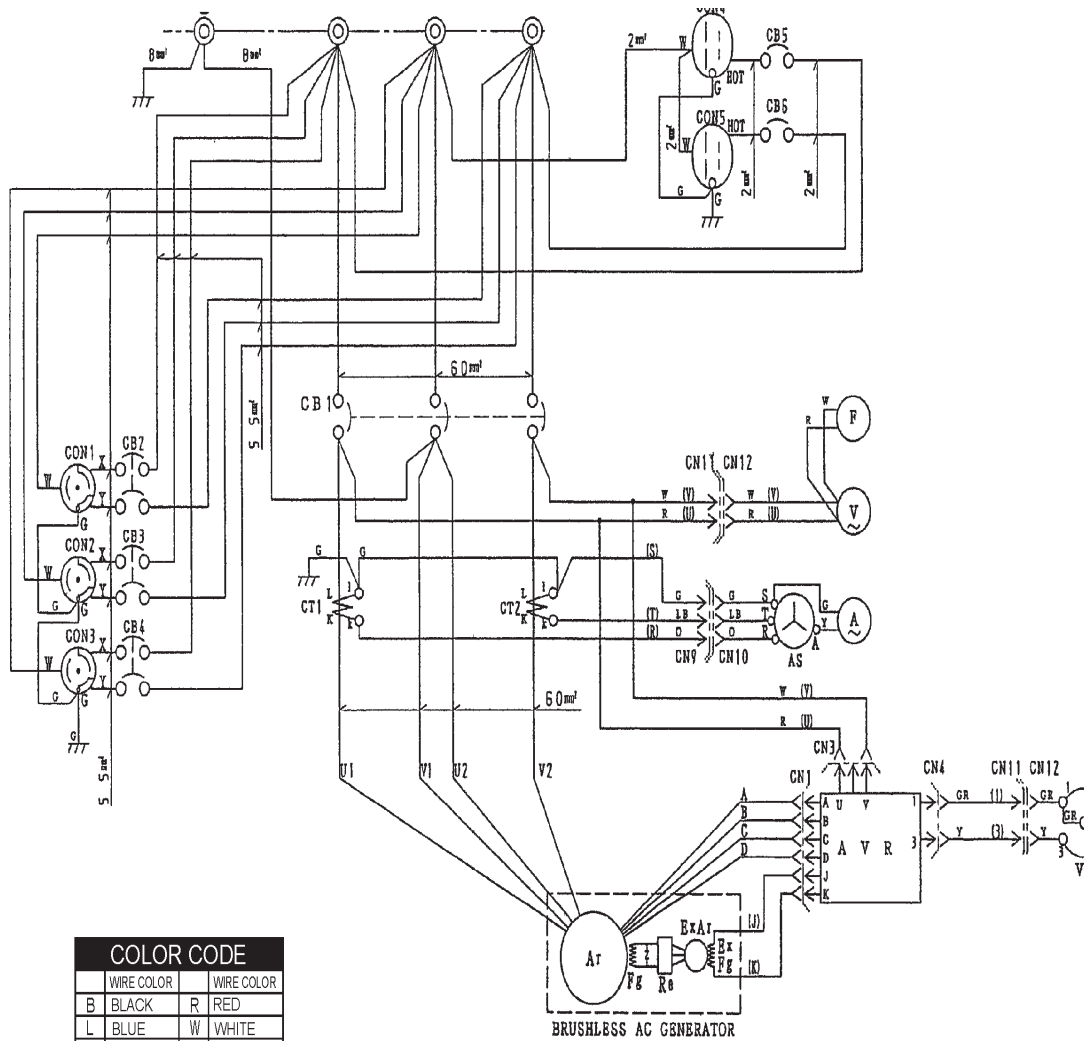 CON4
8mm²
8mm²
2mm²
W
CB5
HOT
G
CB6
CON5
HOT
2mm²
W
G
G
2mm²
2mm²
60mm²
CB1
5.5mm²
CON1
CB2
W
X
Y
G
CON2
CB3
W
X
Y
G
G
CON3
CB4
W
X
Y
G
G
G
5.5mm²
W
R
F
CN11
CN12
W
(V)
W
(V)
R
(U)
R
(U)
V
~
G
G
(S)
L
l
CT1
K
k
L
l
CT2
K
k
G
G
S
G
(T)
LB
LB
T
Y
A
~
(R)
O
O
R
A
CN9
CN10
AS
60mm²
W
(V)
R
(U)
CN3
U1
V1
U2
V2
CN1
CN4
CN11
CN12
A
B
C
D
A
U
V
1
B
C
A V R
3
D
J
K
GR
(1)
GR
1
GR
Y
(3)
Y
3
V
(J)
(K)
Ar
Fg
Re
ExAr
Ex
Fg
BRUSHLESS AC GENERATOR
COLOR CODE
WIRE COLOR WIRE COLOR
B BLACK R RED
L BLUE W WHITE